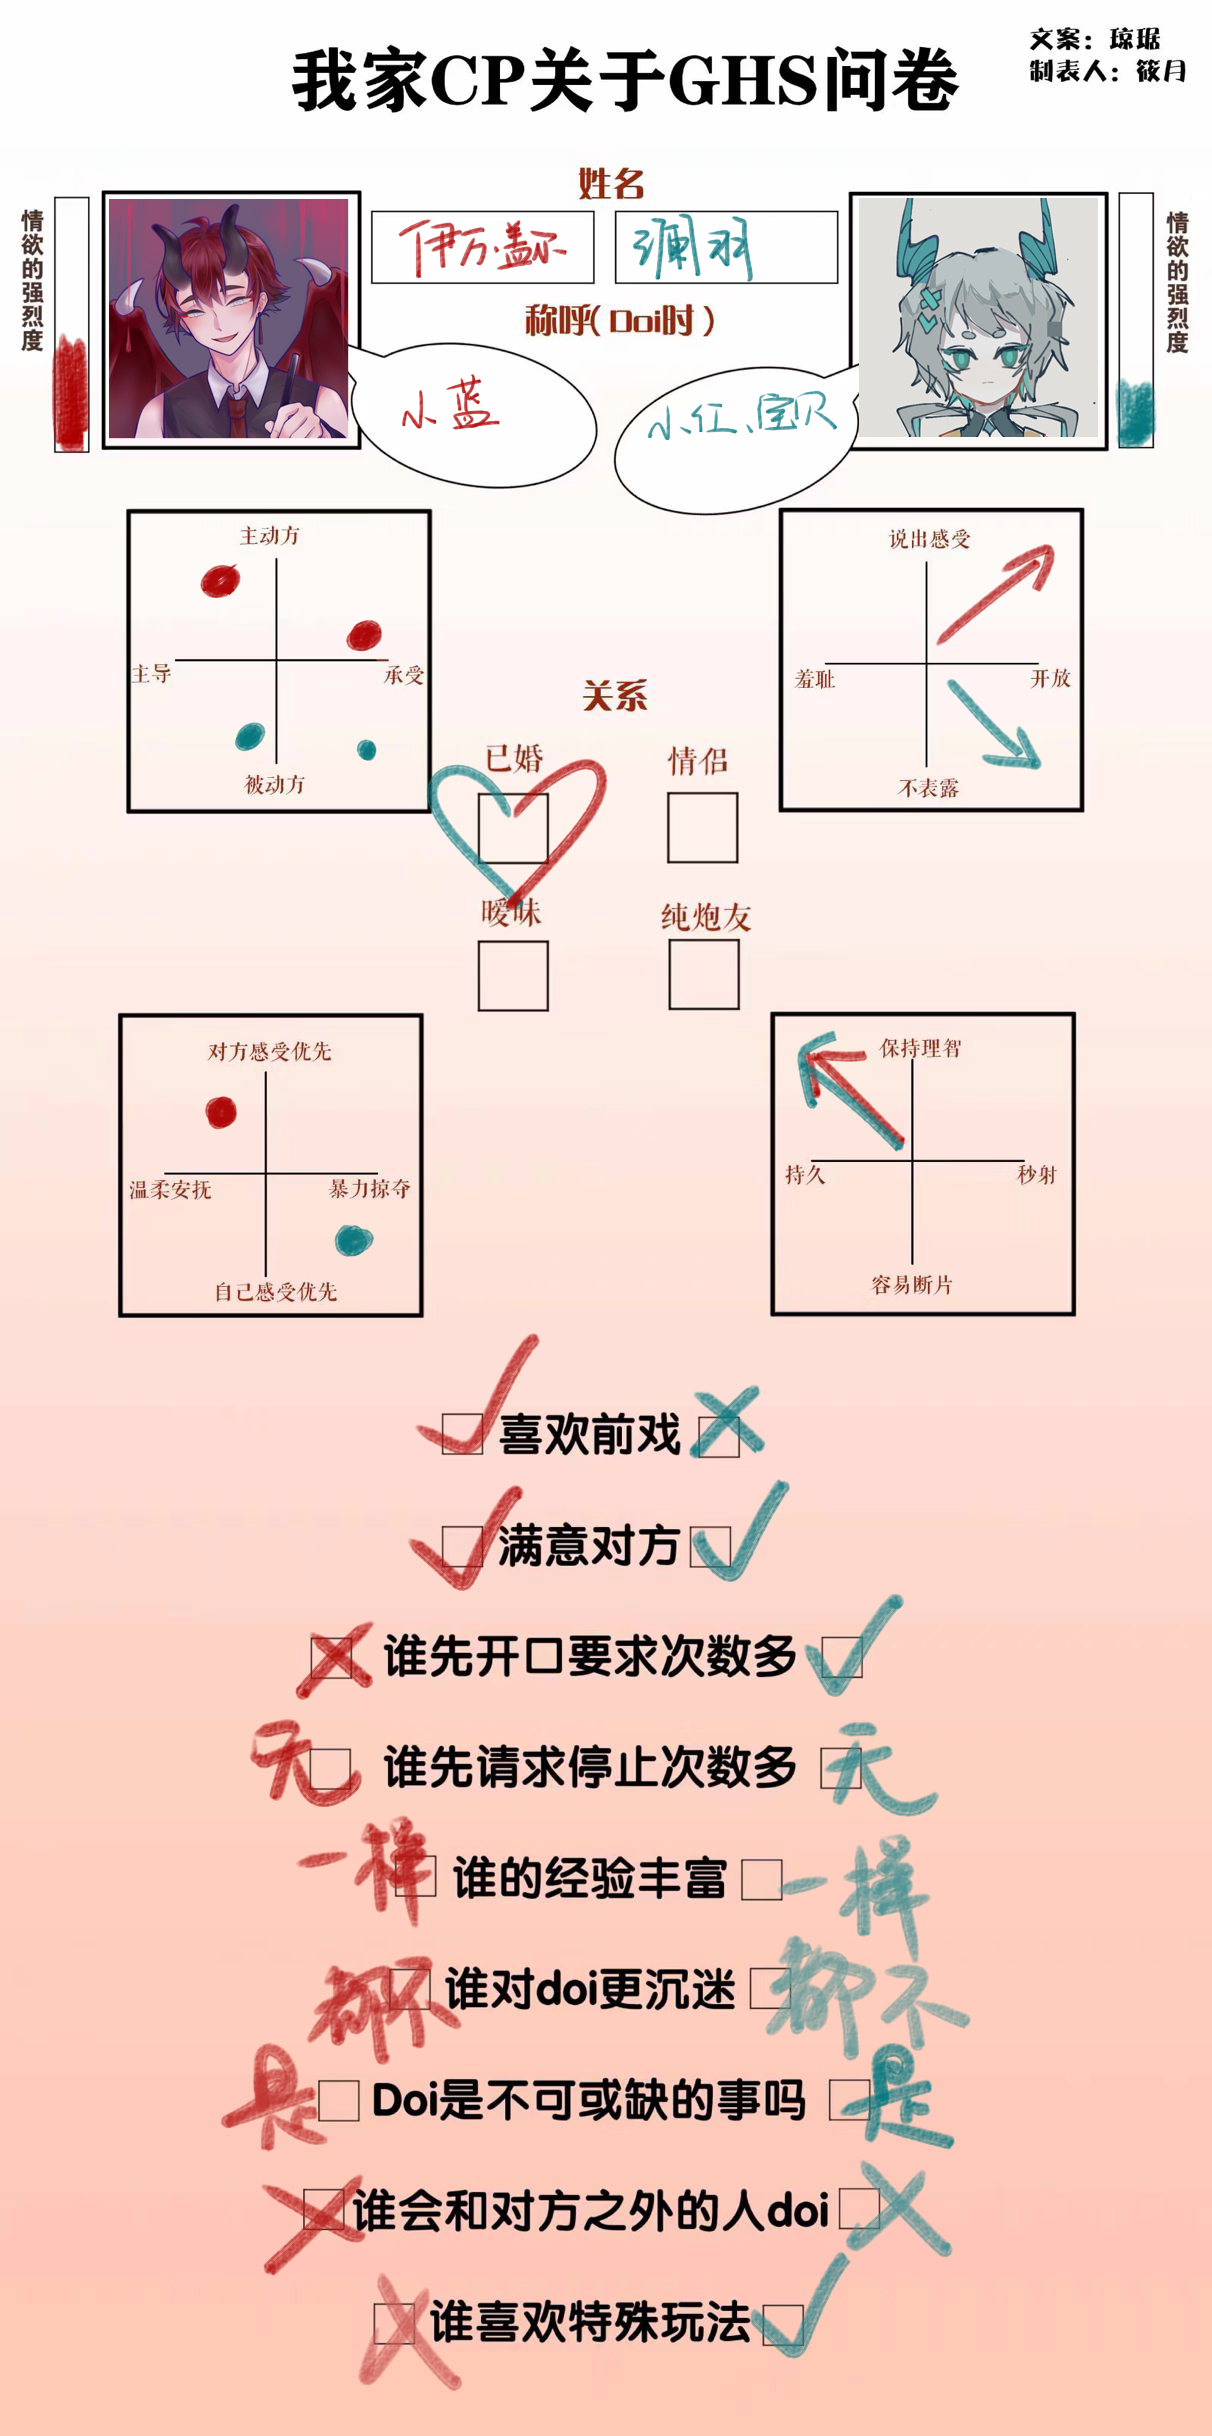 我家CP关于GHS问卷
文案：琼琚
制表人：筱月
姓名
情欲的强烈度
伊万·盖尔
澜羽
情欲的强烈度
称呼（Doi时）
小蓝
小红、宝贝
主动方
主导
承受
被动方
说出感受
羞耻
开放
不表露
关系
已婚
情侣
暧昧
纯炮友
对方感受优先
温柔安抚
暴力掠夺
自己感受优先
保持理智
持久
秒射
容易断片
喜欢前戏
满意对方
谁先开口要求次数多
无 谁先请求停止次数多 无
一样 谁的经验丰富 一样
都不 谁对doi更沉迷 都不
是 Doi是不可或缺的事吗 是
谁会和对方之外的人doi
谁喜欢特殊玩法